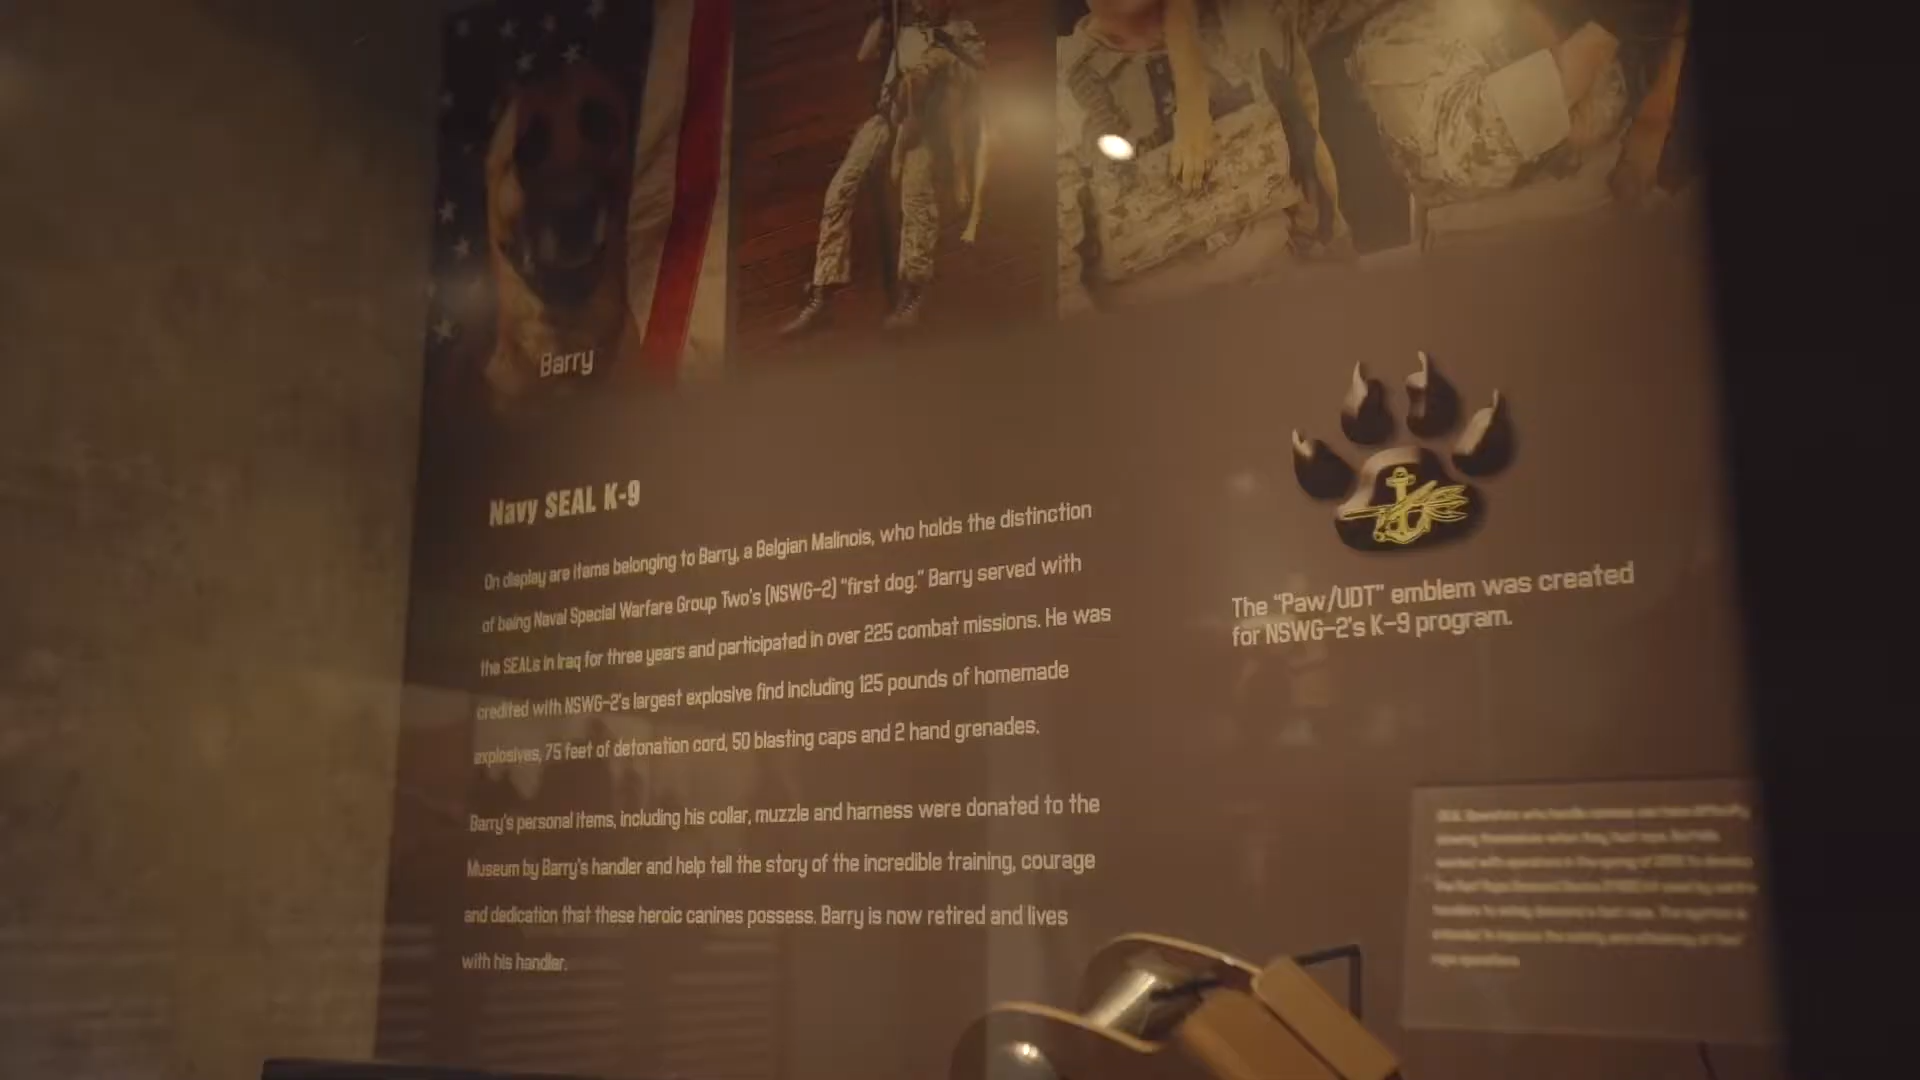 Barry
Navy SEAL K-9
On display are items belonging to Barry, a Belgian Malinois, who holds the distinction
of being Naval Special Warfare Group Two's (NSWG-2) "first dog." Barry served with
the SEALs in Iraq for three years and participated in over 225 combat missions. He was
credited with NSWG-2's largest explosive find including 125 pounds of homemade
explosives, 75 feet of detonation cord, 50 blasting caps and 2 hand grenades.
Barry's personal items, including his collar, muzzle and harness were donated to the
Museum by Barry's handler and help tell the story of the incredible training, courage
and dedication that these heroic canines possess. Barry is now retired and lives
with his handler.
The "Paw/UDT" emblem was created
for NSWG-2's K-9 program.